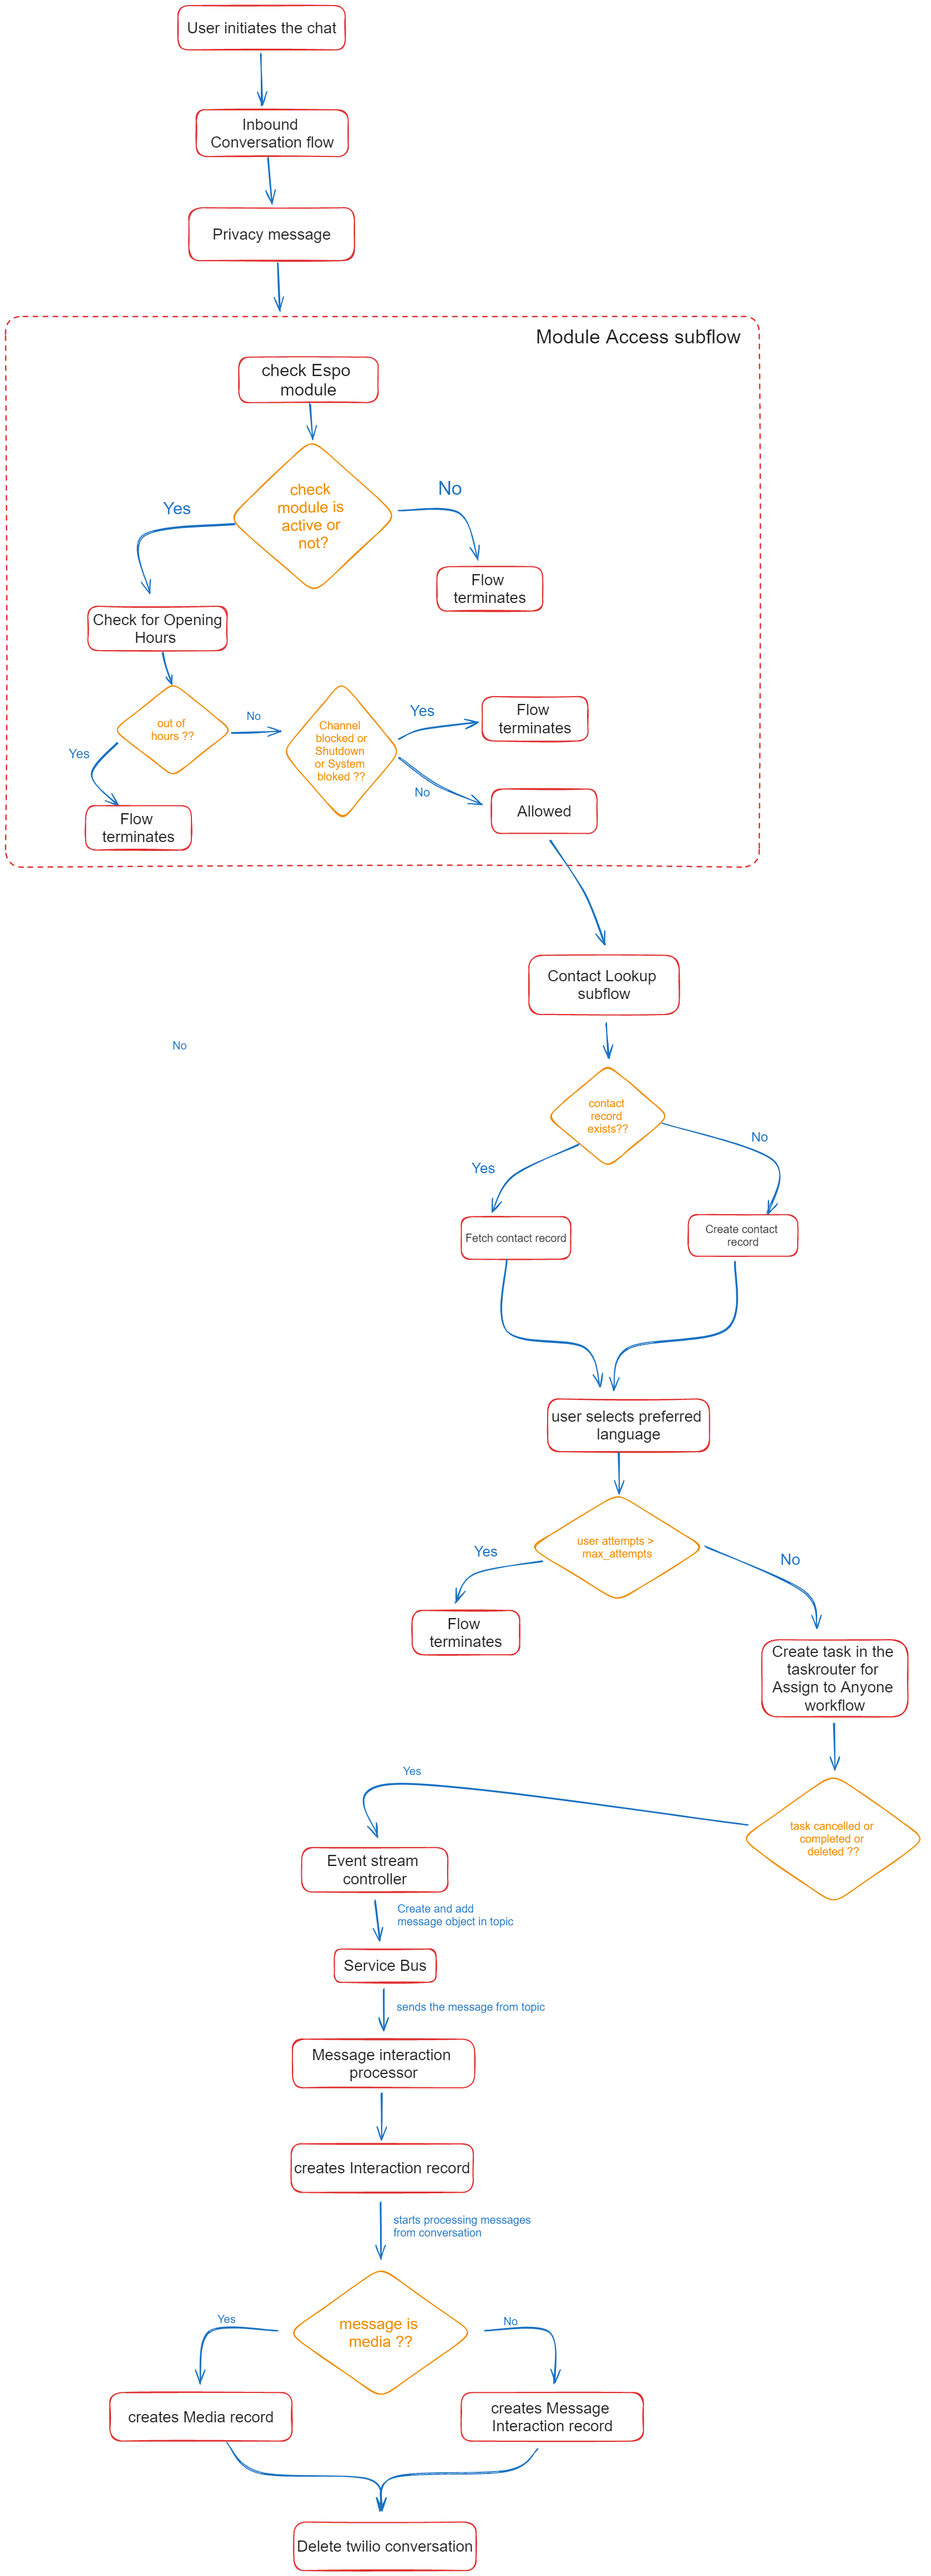 User initiates the chat
Inbound
Conversation flow
Privacy message
Module Access subflow
check Espo
module
check
module is
active or
not?
Yes
No
Flow
terminates
Check for Opening
Hours
out of
hours ??
No
Yes
Channel
blocked or
Shutdown
or System
bloked ??
Yes
Flow
terminates
No
Allowed
Flow
terminates
Contact Lookup
subflow
No
contact
record
exists??
Yes
No
Fetch contact record
Create contact
record
user selects preferred
language
user attempts >
max_attempts
Yes
No
Flow
terminates
Create task in the
taskrouter for
Assign to Anyone
workflow
Yes
task cancelled or
completed or
deleted ??
Event stream
controller
Create and add
message object in topic
Service Bus
sends the message from topic
Message interaction
processor
creates Interaction record
starts processing messages
from conversation
message is
media ??
Yes
No
creates Media record
creates Message
Interaction record
Delete twilio conversation